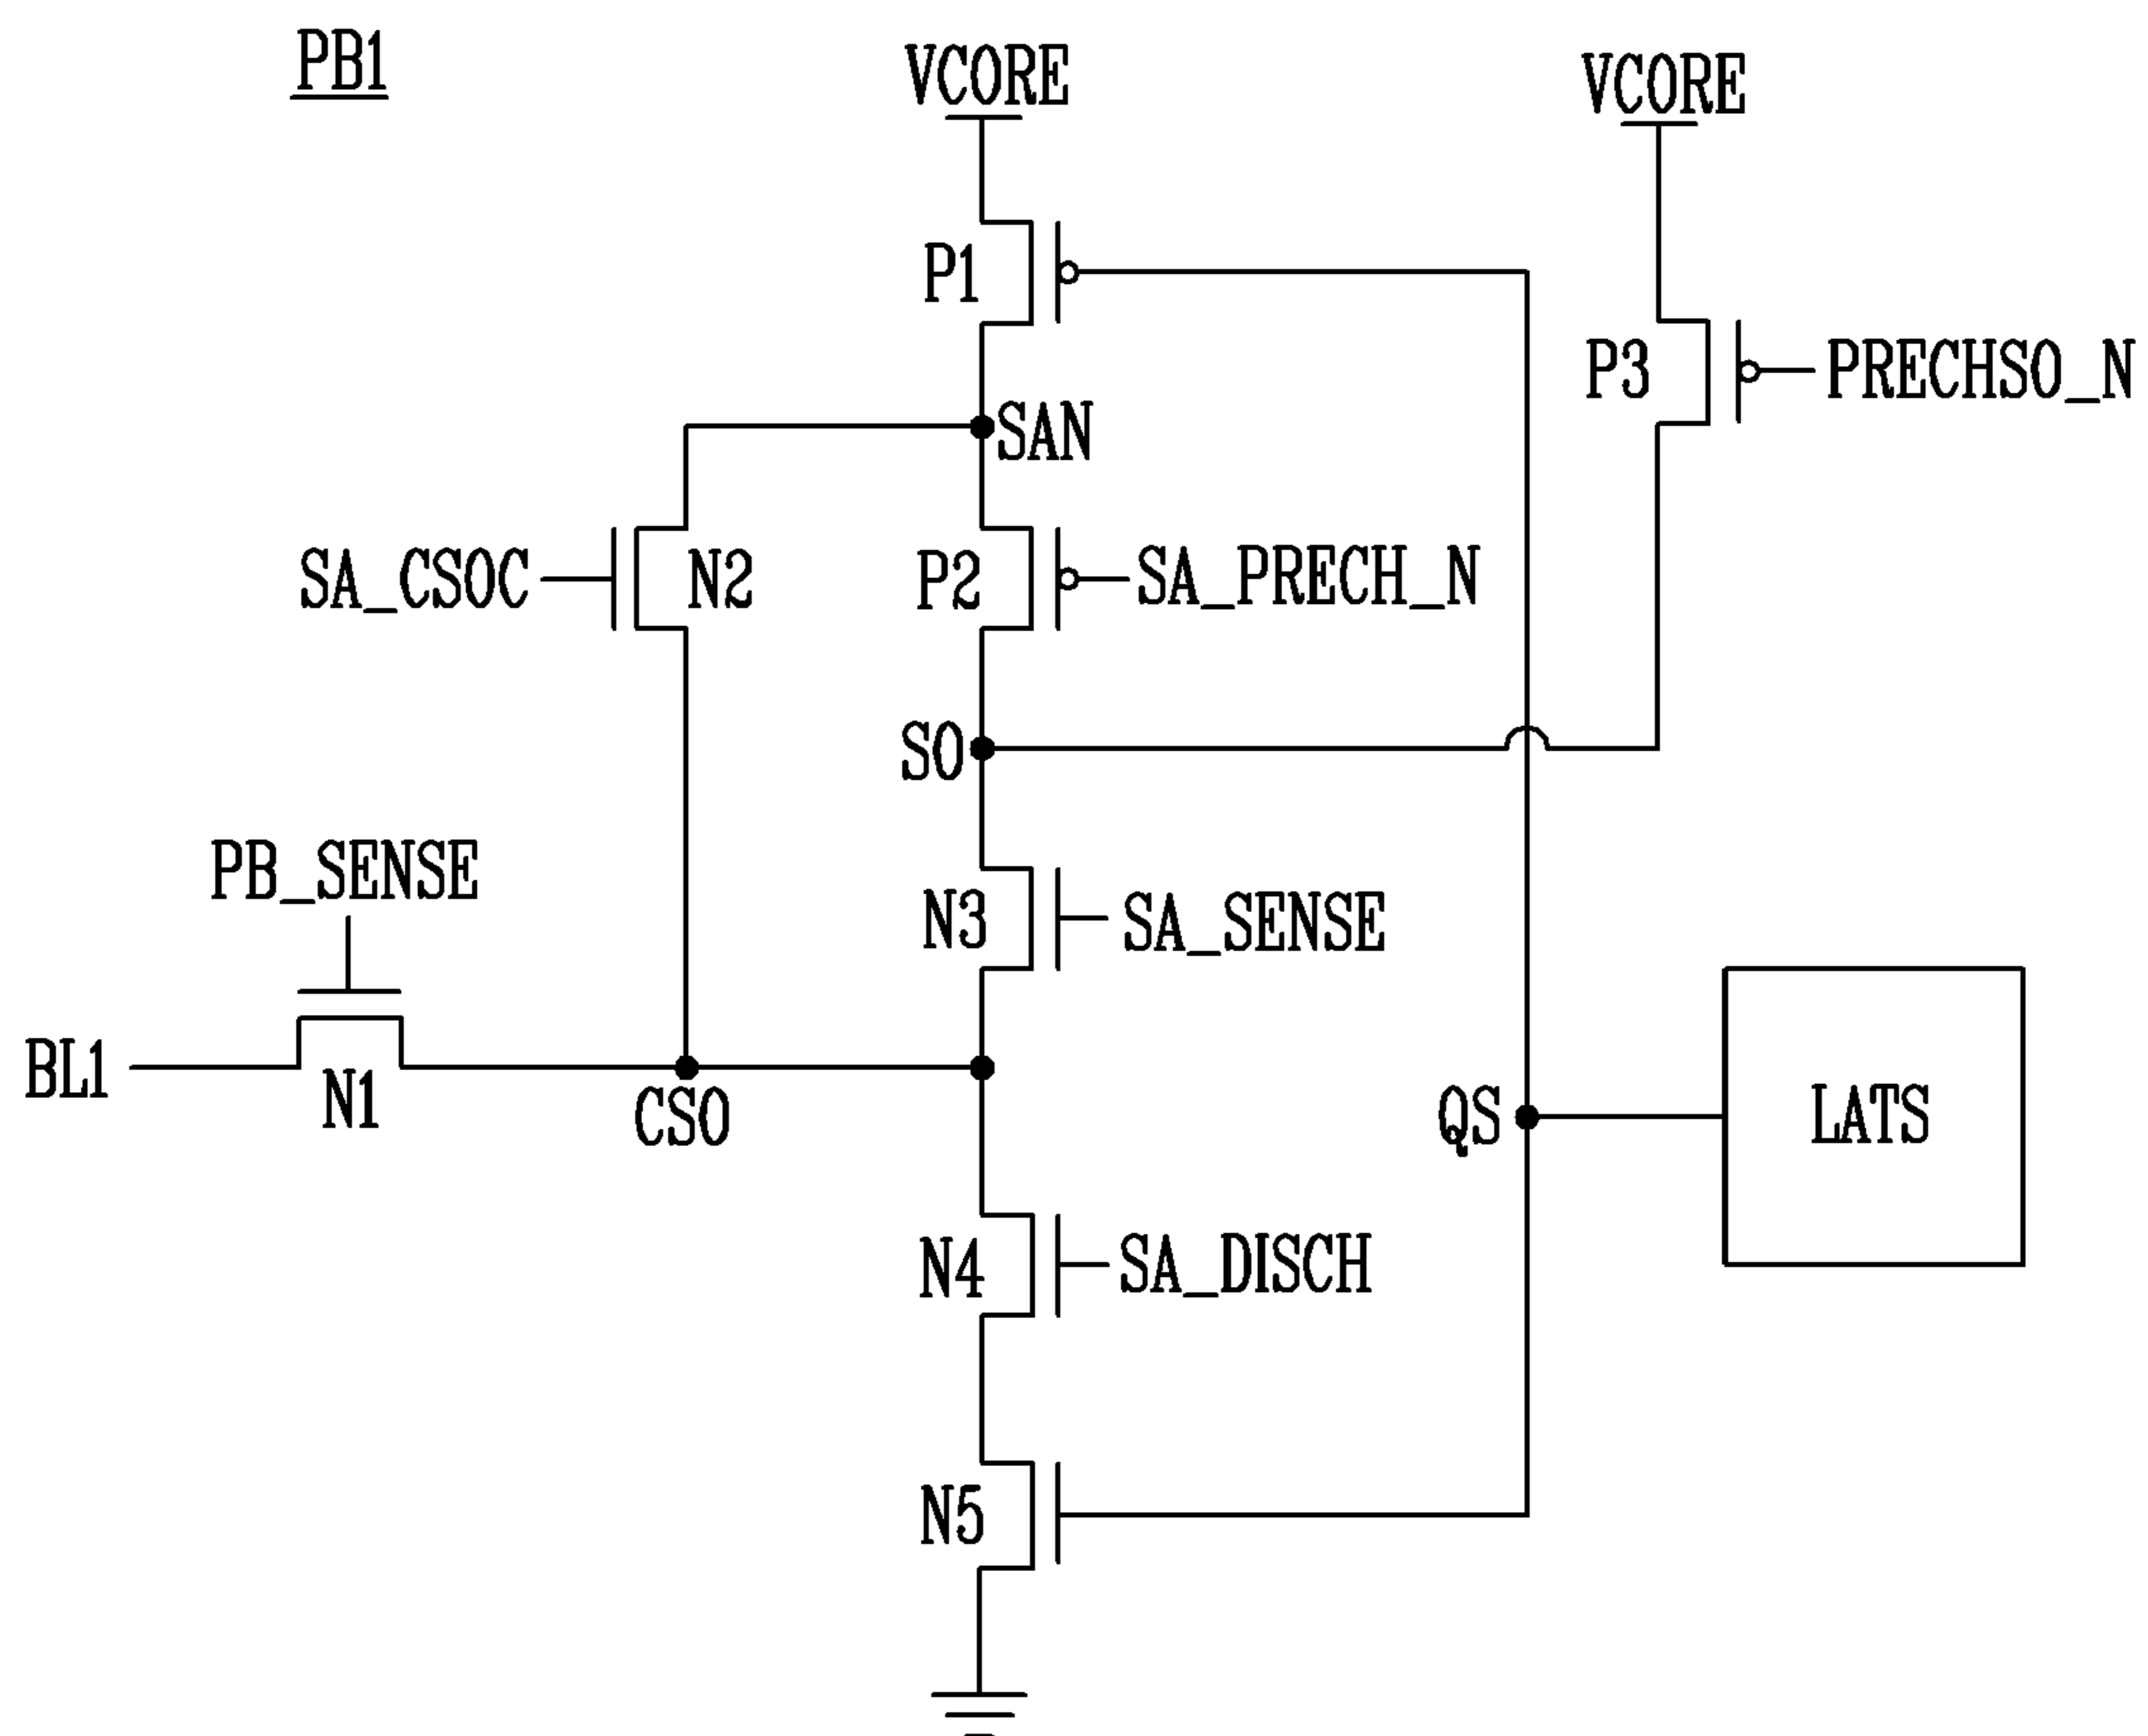 PB1
VCORE
VCORE
P1
P3
PRECHSO_N
SAN
SA_CSOC
N2
P2
SA_PRECH_N
SO
PB_SENSE
N3
SA_SENSE
BL1
N1
CSO
QS
LATS
N4
SA_DISCH
N5